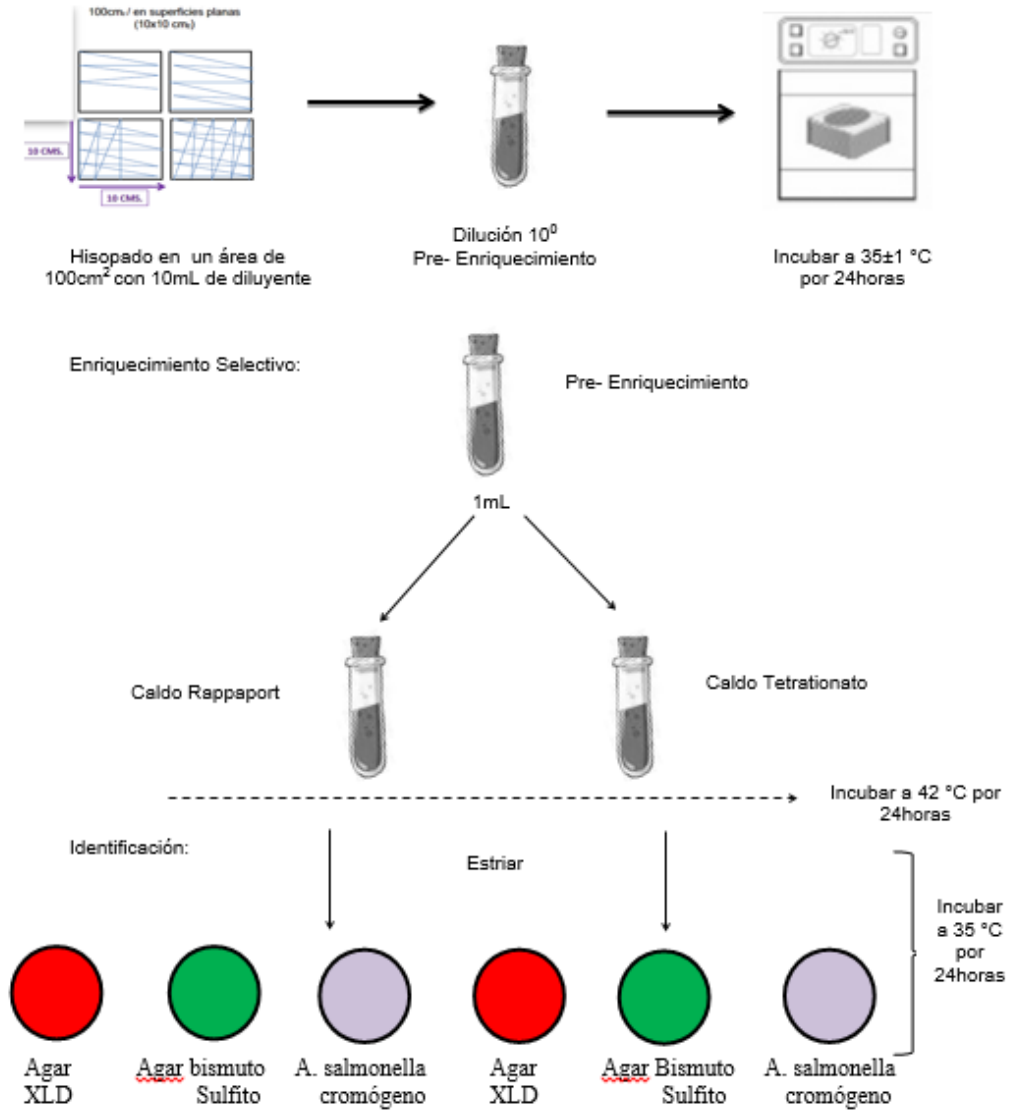 100cm²/ en superficies planas
(10x10 cm²)
10 CMS.
10 CMS.
Hisopado en un área de
100cm² con 10mL de diluyente
Dilución 10⁰
Pre- Enriquecimiento
Incubar a 35±1 °C
por 24horas
Enriquecimiento Selectivo:
Pre- Enriquecimiento
1mL
Caldo Rappaport
Caldo Tetrationato
Incubar a 42 °C por
24horas
Identificación:
Estriar
Incubar
a 35 °C
por
24horas
Agar
XLD
Agar bismuto
Sulfito
A. salmonella
cromógeno
Agar
XLD
Agar Bismuto
Sulfito
A. salmonella
cromógeno